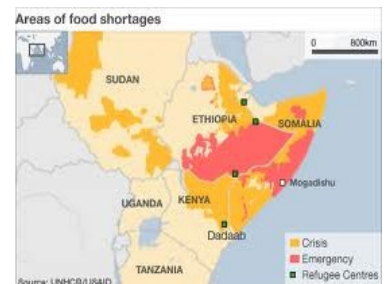 Areas of food shortages
0 800km
SUDAN
ETHIOPIA
SOMALIA
Mogadishu
UGANDA
KENYA
Dadaab
TANZANIA
Crisis
Emergency
Refugee Centres
Source: UNHCR/USAID